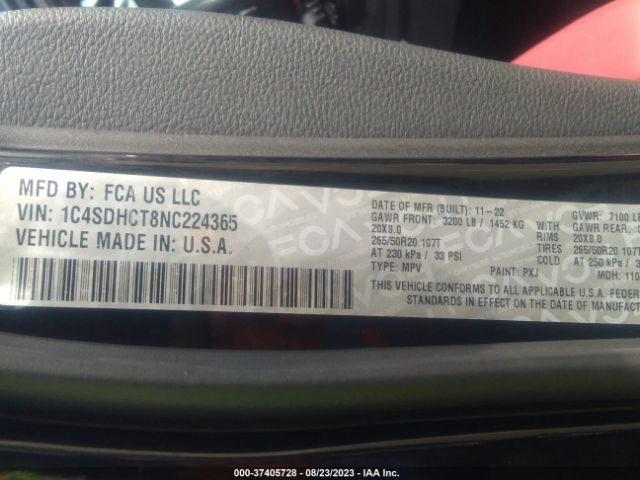 MFD BY: FCA US LLC
VIN: 1C4SDHCT8NC224365
VEHICLE MADE IN: U.S.A.
DATE OF MFR (BUILT): 11-22 GVWR: 7100 L
GAWR FRONT: 3200 LB / 1452 KG GAWR REAR:
20X8.0 RIMS 20X8.0
265/50R20 107T TIRES 265/50R20 107T
AT 230 kPa / 33 PSI COLD AT 250 kPa /
TYPE: MPV PAINT: PXJ MDH: 110
THIS VEHICLE CONFORMS TO ALL APPLICABLE U.S.A. FEDER
STANDARDS IN EFFECT ON THE DATE OF MANUFACT
000-37405728 - 08/23/2023 - IAA Inc.